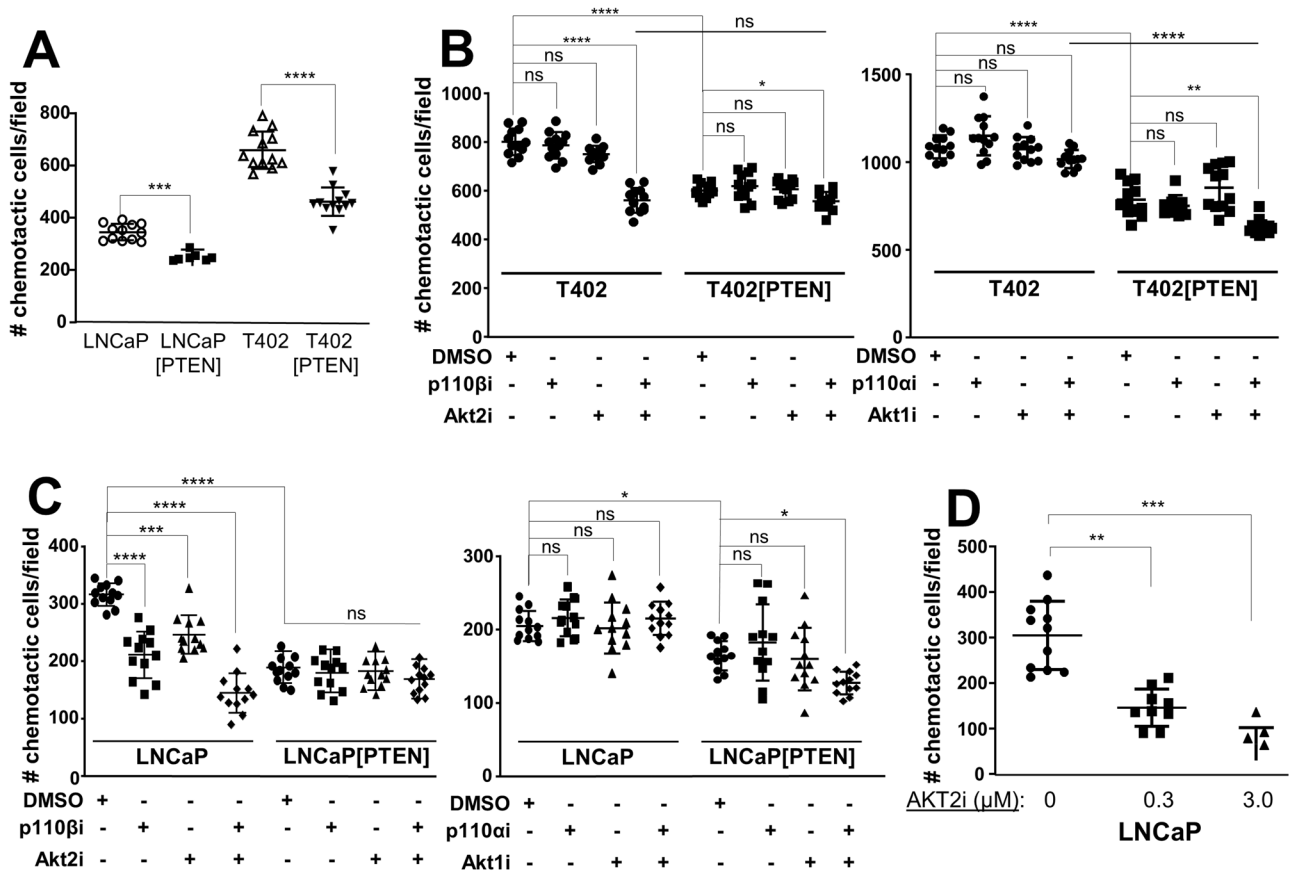 A
# chemotactic cells/field
800
600
400
200
0
***
****
LNCaP LNCaP T402 T402
[PTEN] [PTEN]
B
# chemotactic cells/field
1000
800
600
400
200
0
****
ns
****
ns
ns
*
ns
ns
T402 T402[PTEN]
DMSO + - - - + - - -
p110βi - + - + - + - +
Akt2i - - + + - - + +
1500
1000
500
0
****
****
ns
ns
ns
**
ns
ns
T402 T402[PTEN]
DMSO + - - - + - - -
p110αi - + - + - + - +
Akt1i - - + + - - + +
C
# chemotactic cells/field
400
300
200
100
0
****
****
***
****
ns
LNCaP LNCaP[PTEN]
DMSO + - - - + - - -
p110βi - + - + - + - +
Akt2i - - + + - - + +
300
200
100
0
*
ns
ns
ns
*
ns
ns
LNCaP LNCaP[PTEN]
DMSO + - - - + - - -
p110αi - + - + - + - +
Akt1i - - + + - - + +
D
# chemotactic cells/field
500
400
300
200
100
0
***
**
AKT2i (µM): 0 0.3 3.0
LNCaP